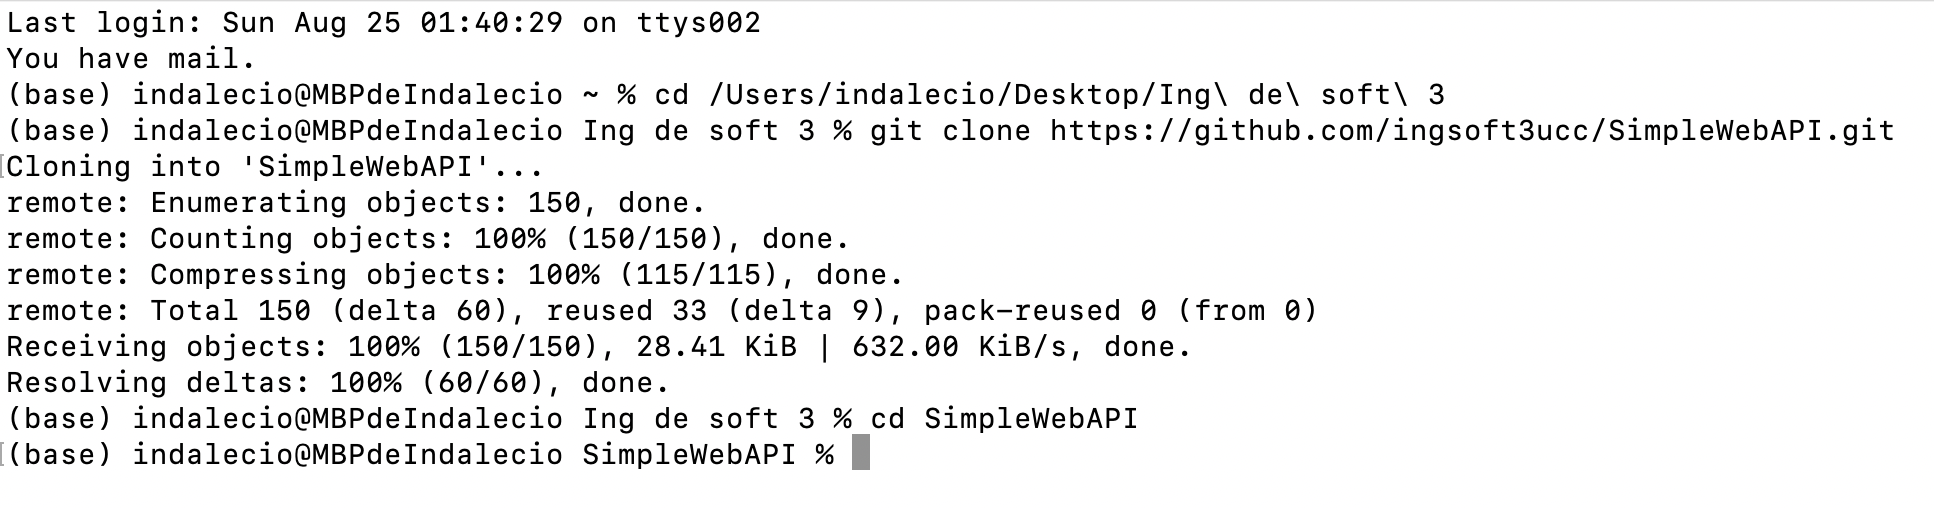 Last login: Sun Aug 25 01:40:29 on ttys002
You have mail.
(base) indalecio@MBPdeIndalecio ~ % cd /Users/indalecio/Desktop/Ing\ de\ soft\ 3
(base) indalecio@MBPdeIndalecio Ing de soft 3 % git clone https://github.com/ingsoft3ucc/SimpleWebAPI.git
Cloning into 'SimpleWebAPI'...
remote: Enumerating objects: 150, done.
remote: Counting objects: 100% (150/150), done.
remote: Compressing objects: 100% (115/115), done.
remote: Total 150 (delta 60), reused 33 (delta 9), pack-reused 0 (from 0)
Receiving objects: 100% (150/150), 28.41 KiB | 632.00 KiB/s, done.
Resolving deltas: 100% (60/60), done.
(base) indalecio@MBPdeIndalecio Ing de soft 3 % cd SimpleWebAPI
(base) indalecio@MBPdeIndalecio SimpleWebAPI %